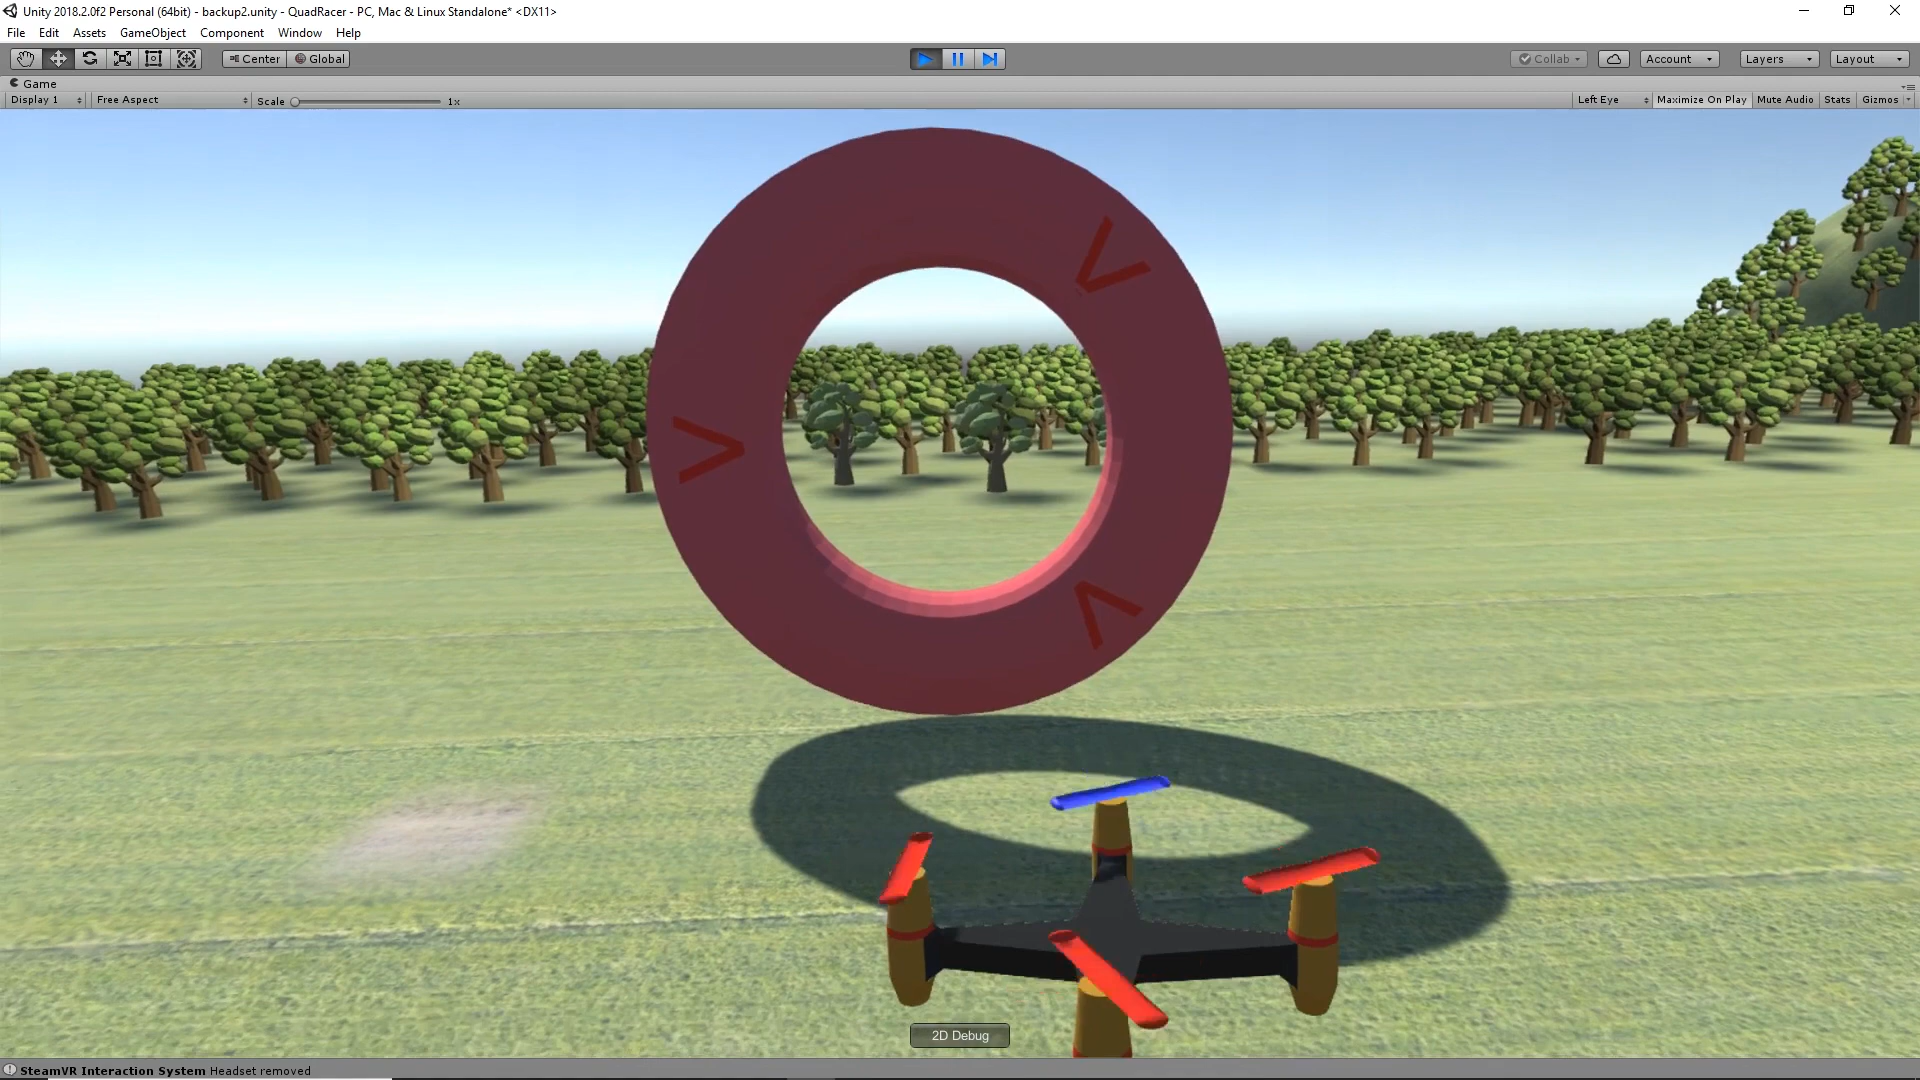 Unity 2018.2.0f2 Personal (64bit) - backup2.unity - QuadRacer - PC, Mac & Linux Standalone* <DX11>
File Edit Assets GameObject Component Window Help
Center Global Collab Account Layers Layout
Game
Display 1 Free Aspect Scale 1x Left Eye Maximize On Play Mute Audio Stats Gizmos
2D Debug
SteamVR Interaction System Headset removed